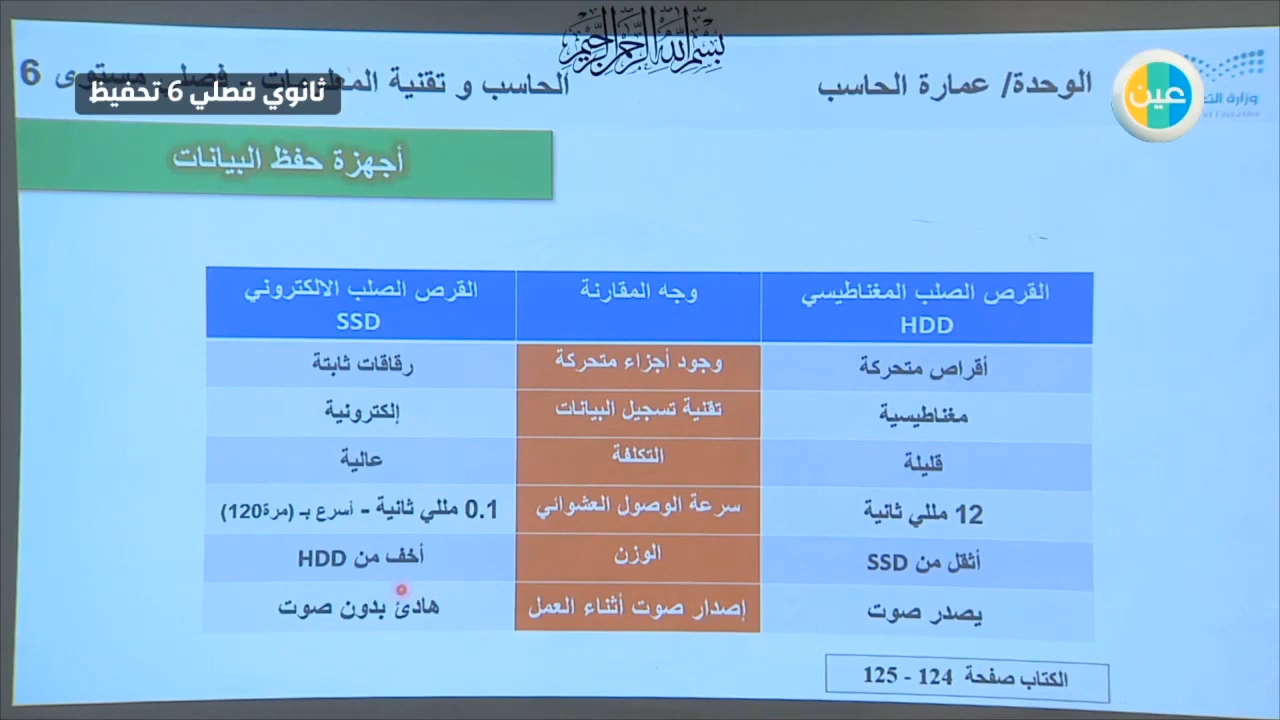 بسم الله الرحمن الرحيم
الوحدة/ عمارة الحاسب
الحاسب و تقنية
مستوى 6
ثانوي فصلي 6 تحفيظ
عين
وزارة
أجهزة حفظ البيانات
القرص الصلب المغناطيسي HDD	وجه المقارنة	القرص الصلب الالكتروني SSD
أقراص متحركة	وجود أجزاء متحركة	رقاقات ثابتة
مغناطيسية	تقنية تسجيل البيانات	إلكترونية
قليلة	التكلفة	عالية
12 مللي ثانية	سرعة الوصول العشوائي	0.1 مللي ثانية - أسرع بـ (120مرة)
أثقل من SSD	الوزن	أخف من HDD
يصدر صوت	إصدار صوت أثناء العمل	هادئ بدون صوت
الكتاب صفحة 124 - 125